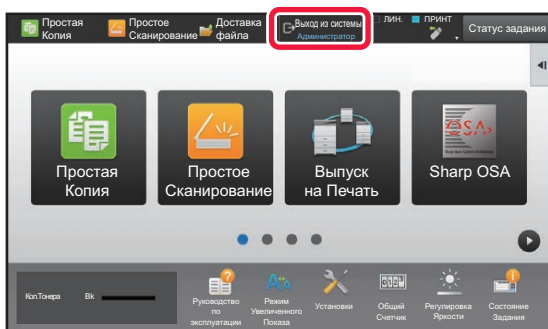 Простая
Копия
Простое
Сканирование
Доставка
файла
Выход из системы
Администратор
ЛИН.
ПРИНТ
Статус задания
Простая
Копия
Простое
Сканирование
Выпуск
на Печать
OSA
Sharp OSA
Кол.Тонера Bk
Руководство
по
эксплуатации
Режим
Увеличенного
Показа
Установки
Общий
Счетчик
Регулировка
Яркости
Состояние
Задания